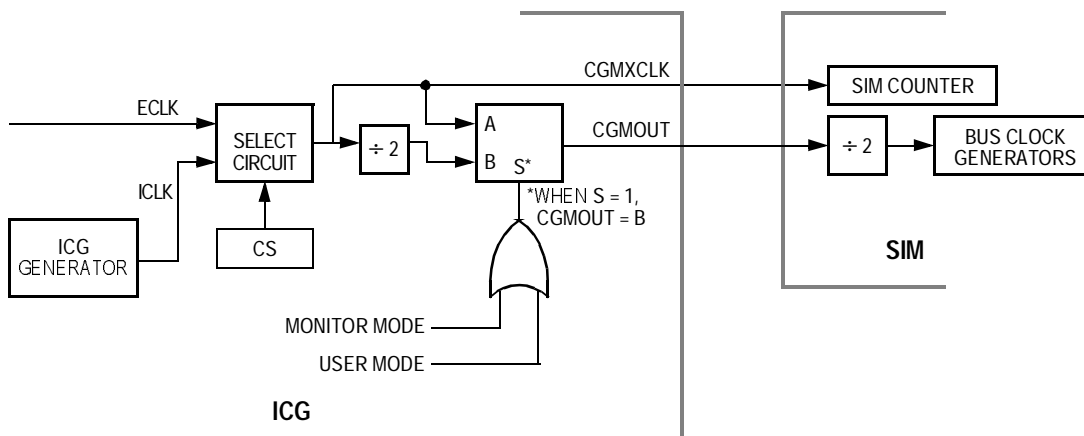 CGMXCLK
SIM COUNTER
ECLK
SELECT
CIRCUIT
÷ 2
A
B
S*
CGMOUT
÷ 2
BUS CLOCK
GENERATORS
ICLK
*WHEN S = 1,
CGMOUT = B
ICG
GENERATOR
CS
SIM
MONITOR MODE
USER MODE
ICG